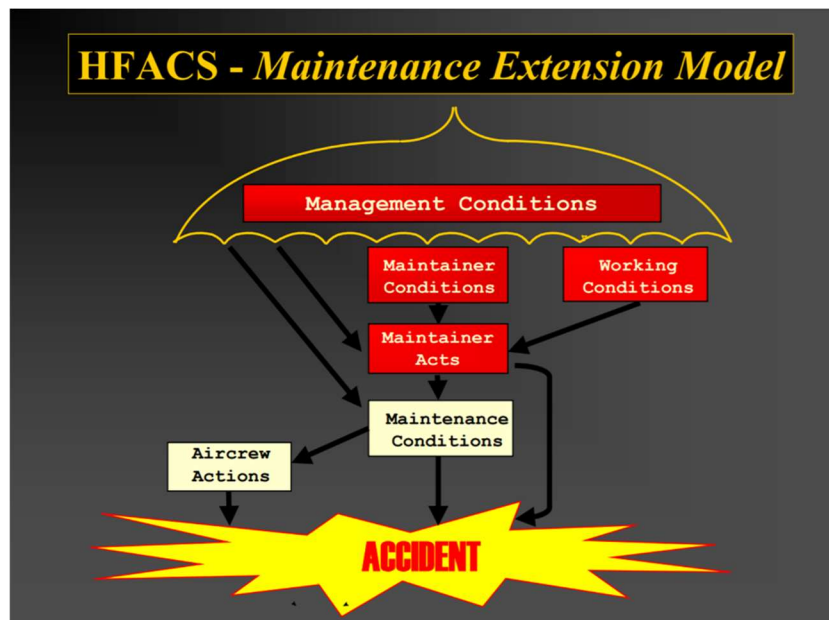 HFACS - Maintenance Extension Model
Management Conditions
Maintainer
Conditions
Working
Conditions
Maintainer
Acts
Maintenance
Conditions
Aircrew
Actions
ACCIDENT